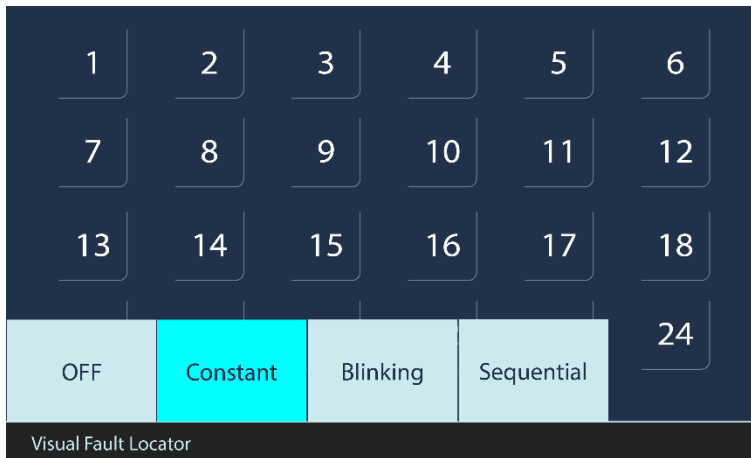 1 2 3 4 5 6
7 8 9 10 11 12
13 14 15 16 17 18
24
OFF Constant Blinking Sequential
Visual Fault Locator